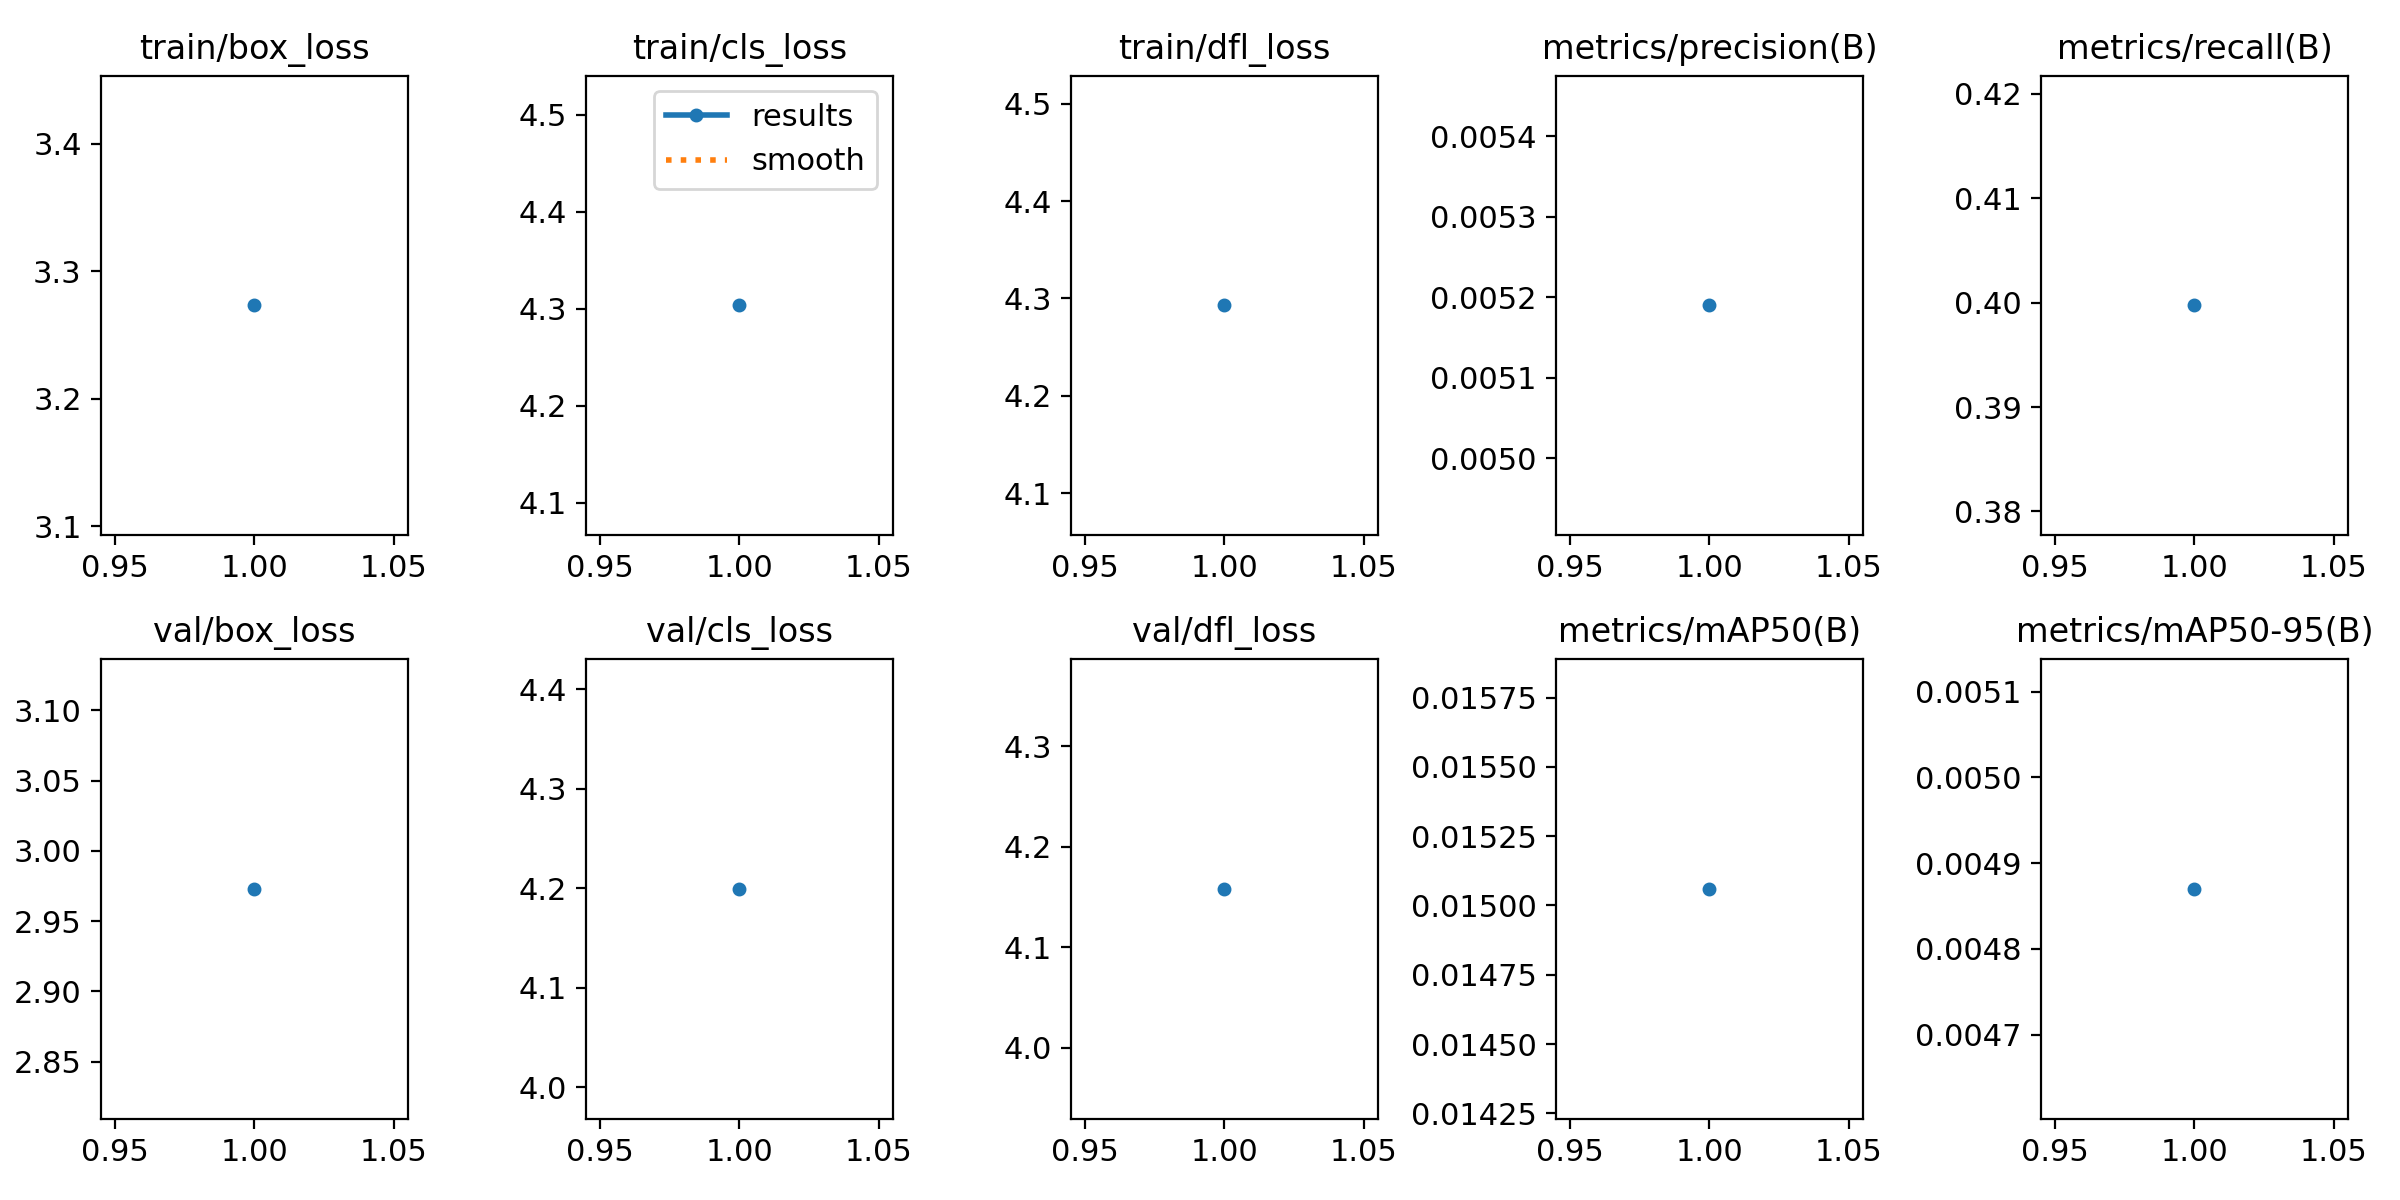 train/box_loss
3.4
3.3
3.2
3.1
0.95 1.00 1.05
train/cls_loss
results
smooth
4.5
4.4
4.3
4.2
4.1
0.95 1.00 1.05
train/dfl_loss
4.5
4.4
4.3
4.2
4.1
0.95 1.00 1.05
metrics/precision(B)
0.0054
0.0053
0.0052
0.0051
0.0050
0.95 1.00 1.05
metrics/recall(B)
0.42
0.41
0.40
0.39
0.38
0.95 1.00 1.05
val/box_loss
3.10
3.05
3.00
2.95
2.90
2.85
0.95 1.00 1.05
val/cls_loss
4.4
4.3
4.2
4.1
4.0
0.95 1.00 1.05
val/dfl_loss
4.3
4.2
4.1
4.0
0.95 1.00 1.05
metrics/mAP50(B)
0.01575
0.01550
0.01525
0.01500
0.01475
0.01450
0.01425
0.95 1.00 1.05
metrics/mAP50-95(B)
0.0051
0.0050
0.0049
0.0048
0.0047
0.95 1.00 1.05